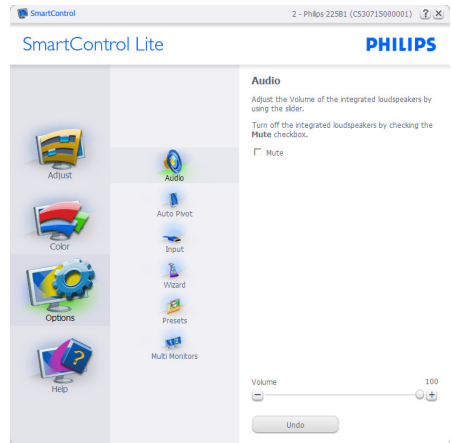 SmartControl
2 - Philips 225B1 (CS30715000001)
? ×
SmartControl Lite
PHILIPS
Adjust
Color
Options
Help
Audio
Auto Pivot
Input
Wizard
Presets
Multi Monitors
Audio
Adjust the Volume of the integrated loudspeakers by
using the slider.
Turn off the integrated loudspeakers by checking the
Mute checkbox.
Mute
Volume
100
Undo